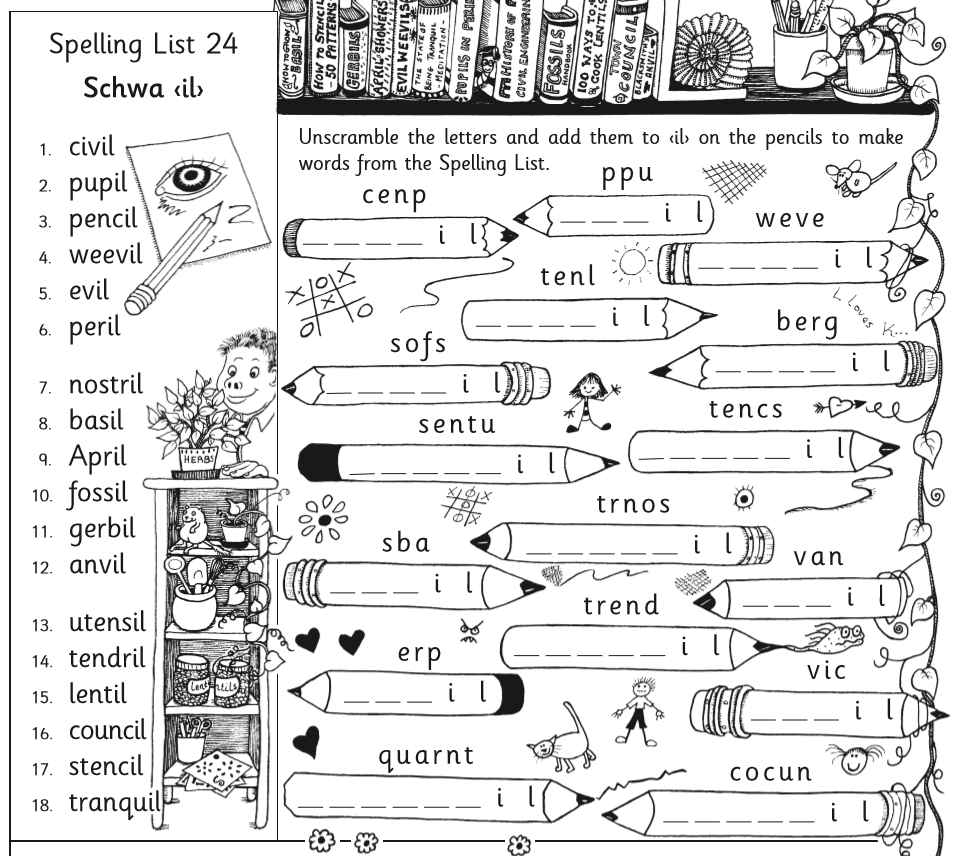 Spelling List 24
Schwa ‹il›
1. civil
2. pupil
3. pencil
4. weevil
5. evil
6. peril
7. nostril
8. basil
9. April
10. fossil
11. gerbil
12. anvil
13. utensil
14. tendril
15. lentil
16. council
17. stencil
18. tranquil
HERBS
Lentils
HOW TO GROW BASIL
HOW TO STENCIL - 50 PATTERNS
GERBILS
APRIL SHOWERS
EVIL WEEVILS
THE STATE OF BEING TRANQUIL - MEDITATION -
PUPILS IN PERIL
A HISTORY OF CIVIL ENGINEERING
FOSSILS HANDBOOK
100 WAYS TO COOK LENTILS
TOWN COUNCIL
BLACKSMITH'S ANVIL
Unscramble the letters and add them to ‹il› on the pencils to make
words from the Spelling List.
cenp
_ _ _ _ i l
ppu
_ _ _ i l
weve
_ _ _ _ i l
tenl
_ _ _ _ i l
L Loves K...
berg
_ _ _ _ i l
sofs
_ _ _ _ i l
tencs
_ _ _ _ _ i l
sentu
_ _ _ _ _ i l
trnos
_ _ _ _ _ i l
sba
_ _ _ i l
van
_ _ _ i l
trend
_ _ _ _ _ i l
erp
_ _ _ i l
vic
_ _ _ i l
quarnt
_ _ _ _ _ _ i l
cocun
_ _ _ _ _ i l